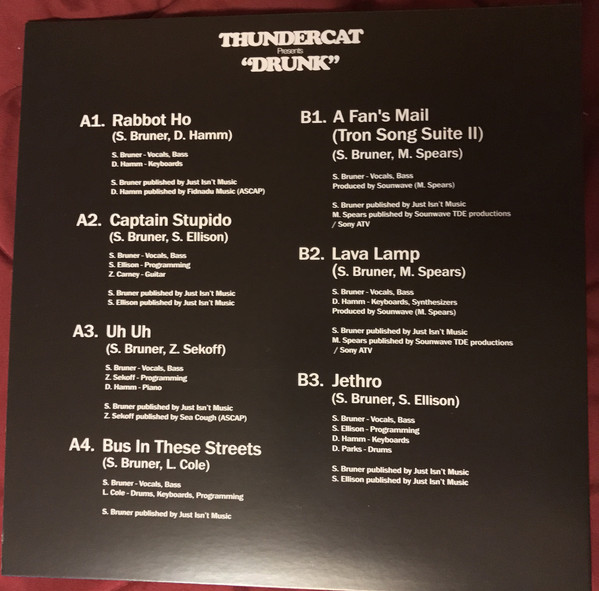 THUNDERCAT
Presents
“DRUNK”
A1. Rabbot Ho
(S. Bruner, D. Hamm)
S. Bruner - Vocals, Bass
D. Hamm - Keyboards
S. Bruner published by Just Isn't Music
D. Hamm published by Fidnadu Music (ASCAP)
A2. Captain Stupido
(S. Bruner, S. Ellison)
S. Bruner - Vocals, Bass
S. Ellison - Programming
Z. Carney - Guitar
S. Bruner published by Just Isn't Music
S. Ellison published by Just Isn't Music
A3. Uh Uh
(S. Bruner, Z. Sekoff)
S. Bruner - Vocals, Bass
Z. Sekoff - Programming
D. Hamm - Piano
S. Bruner published by Just Isn't Music
Z. Sekoff published by Sea Cough (ASCAP)
A4. Bus In These Streets
(S. Bruner, L. Cole)
S. Bruner - Vocals, Bass
L. Cole - Drums, Keyboards, Programming
S. Bruner published by Just Isn't Music
B1. A Fan's Mail
(Tron Song Suite II)
(S. Bruner, M. Spears)
S. Bruner - Vocals, Bass
Produced by Sounwave (M. Spears)
S. Bruner published by Just Isn't Music
M. Spears published by Sounwave TDE productions
/ Sony ATV
B2. Lava Lamp
(S. Bruner, M. Spears)
S. Bruner - Vocals, Bass
D. Hamm - Keyboards, Synthesizers
Produced by Sounwave (M. Spears)
S. Bruner published by Just Isn't Music
M. Spears published by Sounwave TDE productions
/ Sony ATV
B3. Jethro
(S. Bruner, S. Ellison)
S. Bruner - Vocals, Bass
S. Ellison - Programming
D. Hamm - Keyboards
D. Parks - Drums
S. Bruner published by Just Isn't Music
S. Ellison published by Just Isn't Music